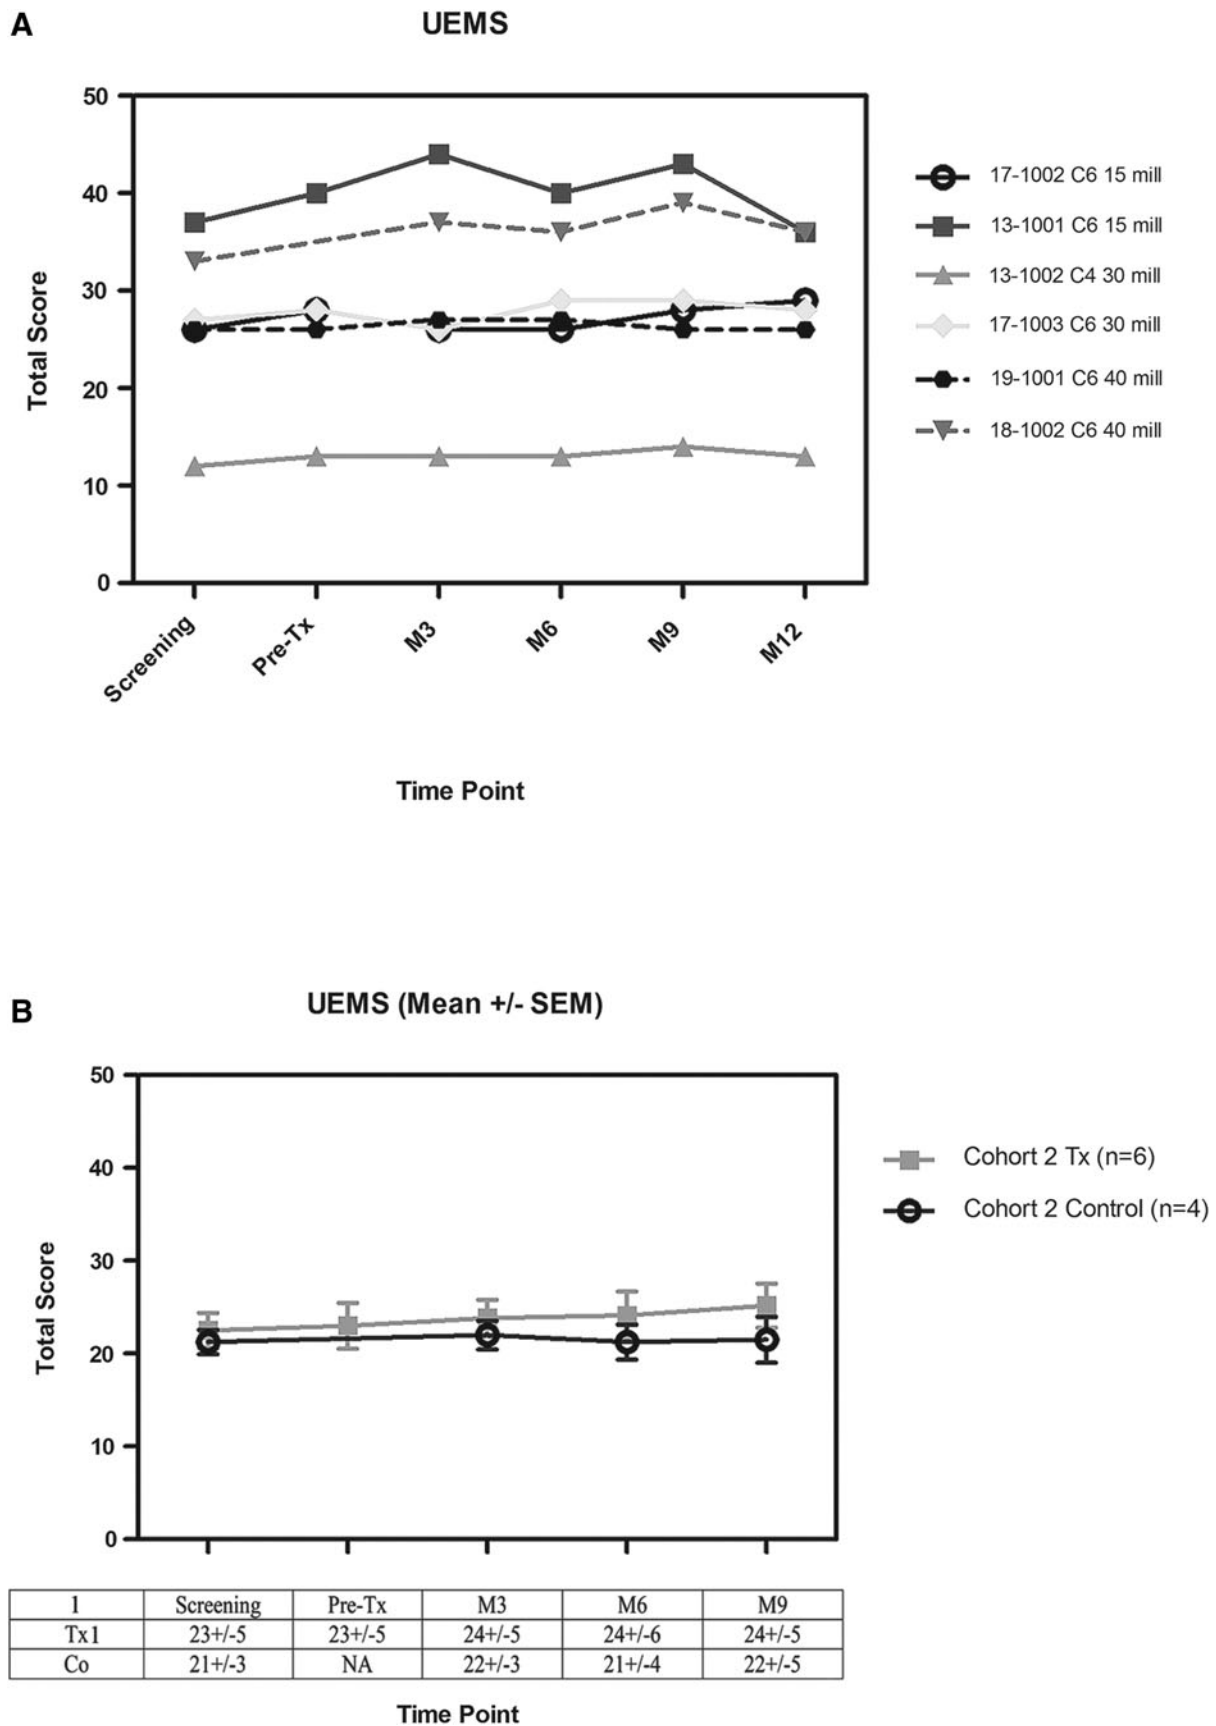 A
UEMS
50
40
30
20
10
0
Total Score
Screening
Pre-Tx
M3
M6
M9
M12
Time Point
17-1002 C6 15 mill
13-1001 C6 15 mill
13-1002 C4 30 mill
17-1003 C6 30 mill
19-1001 C6 40 mill
18-1002 C6 40 mill
B
UEMS (Mean +/- SEM)
50
40
30
20
10
0
Total Score
Cohort 2 Tx (n=6)
Cohort 2 Control (n=4)
1 Screening Pre-Tx M3 M6 M9
Tx1 23+/-5 23+/-5 24+/-5 24+/-6 24+/-5
Co 21+/-3 NA 22+/-3 21+/-4 22+/-5
Time Point